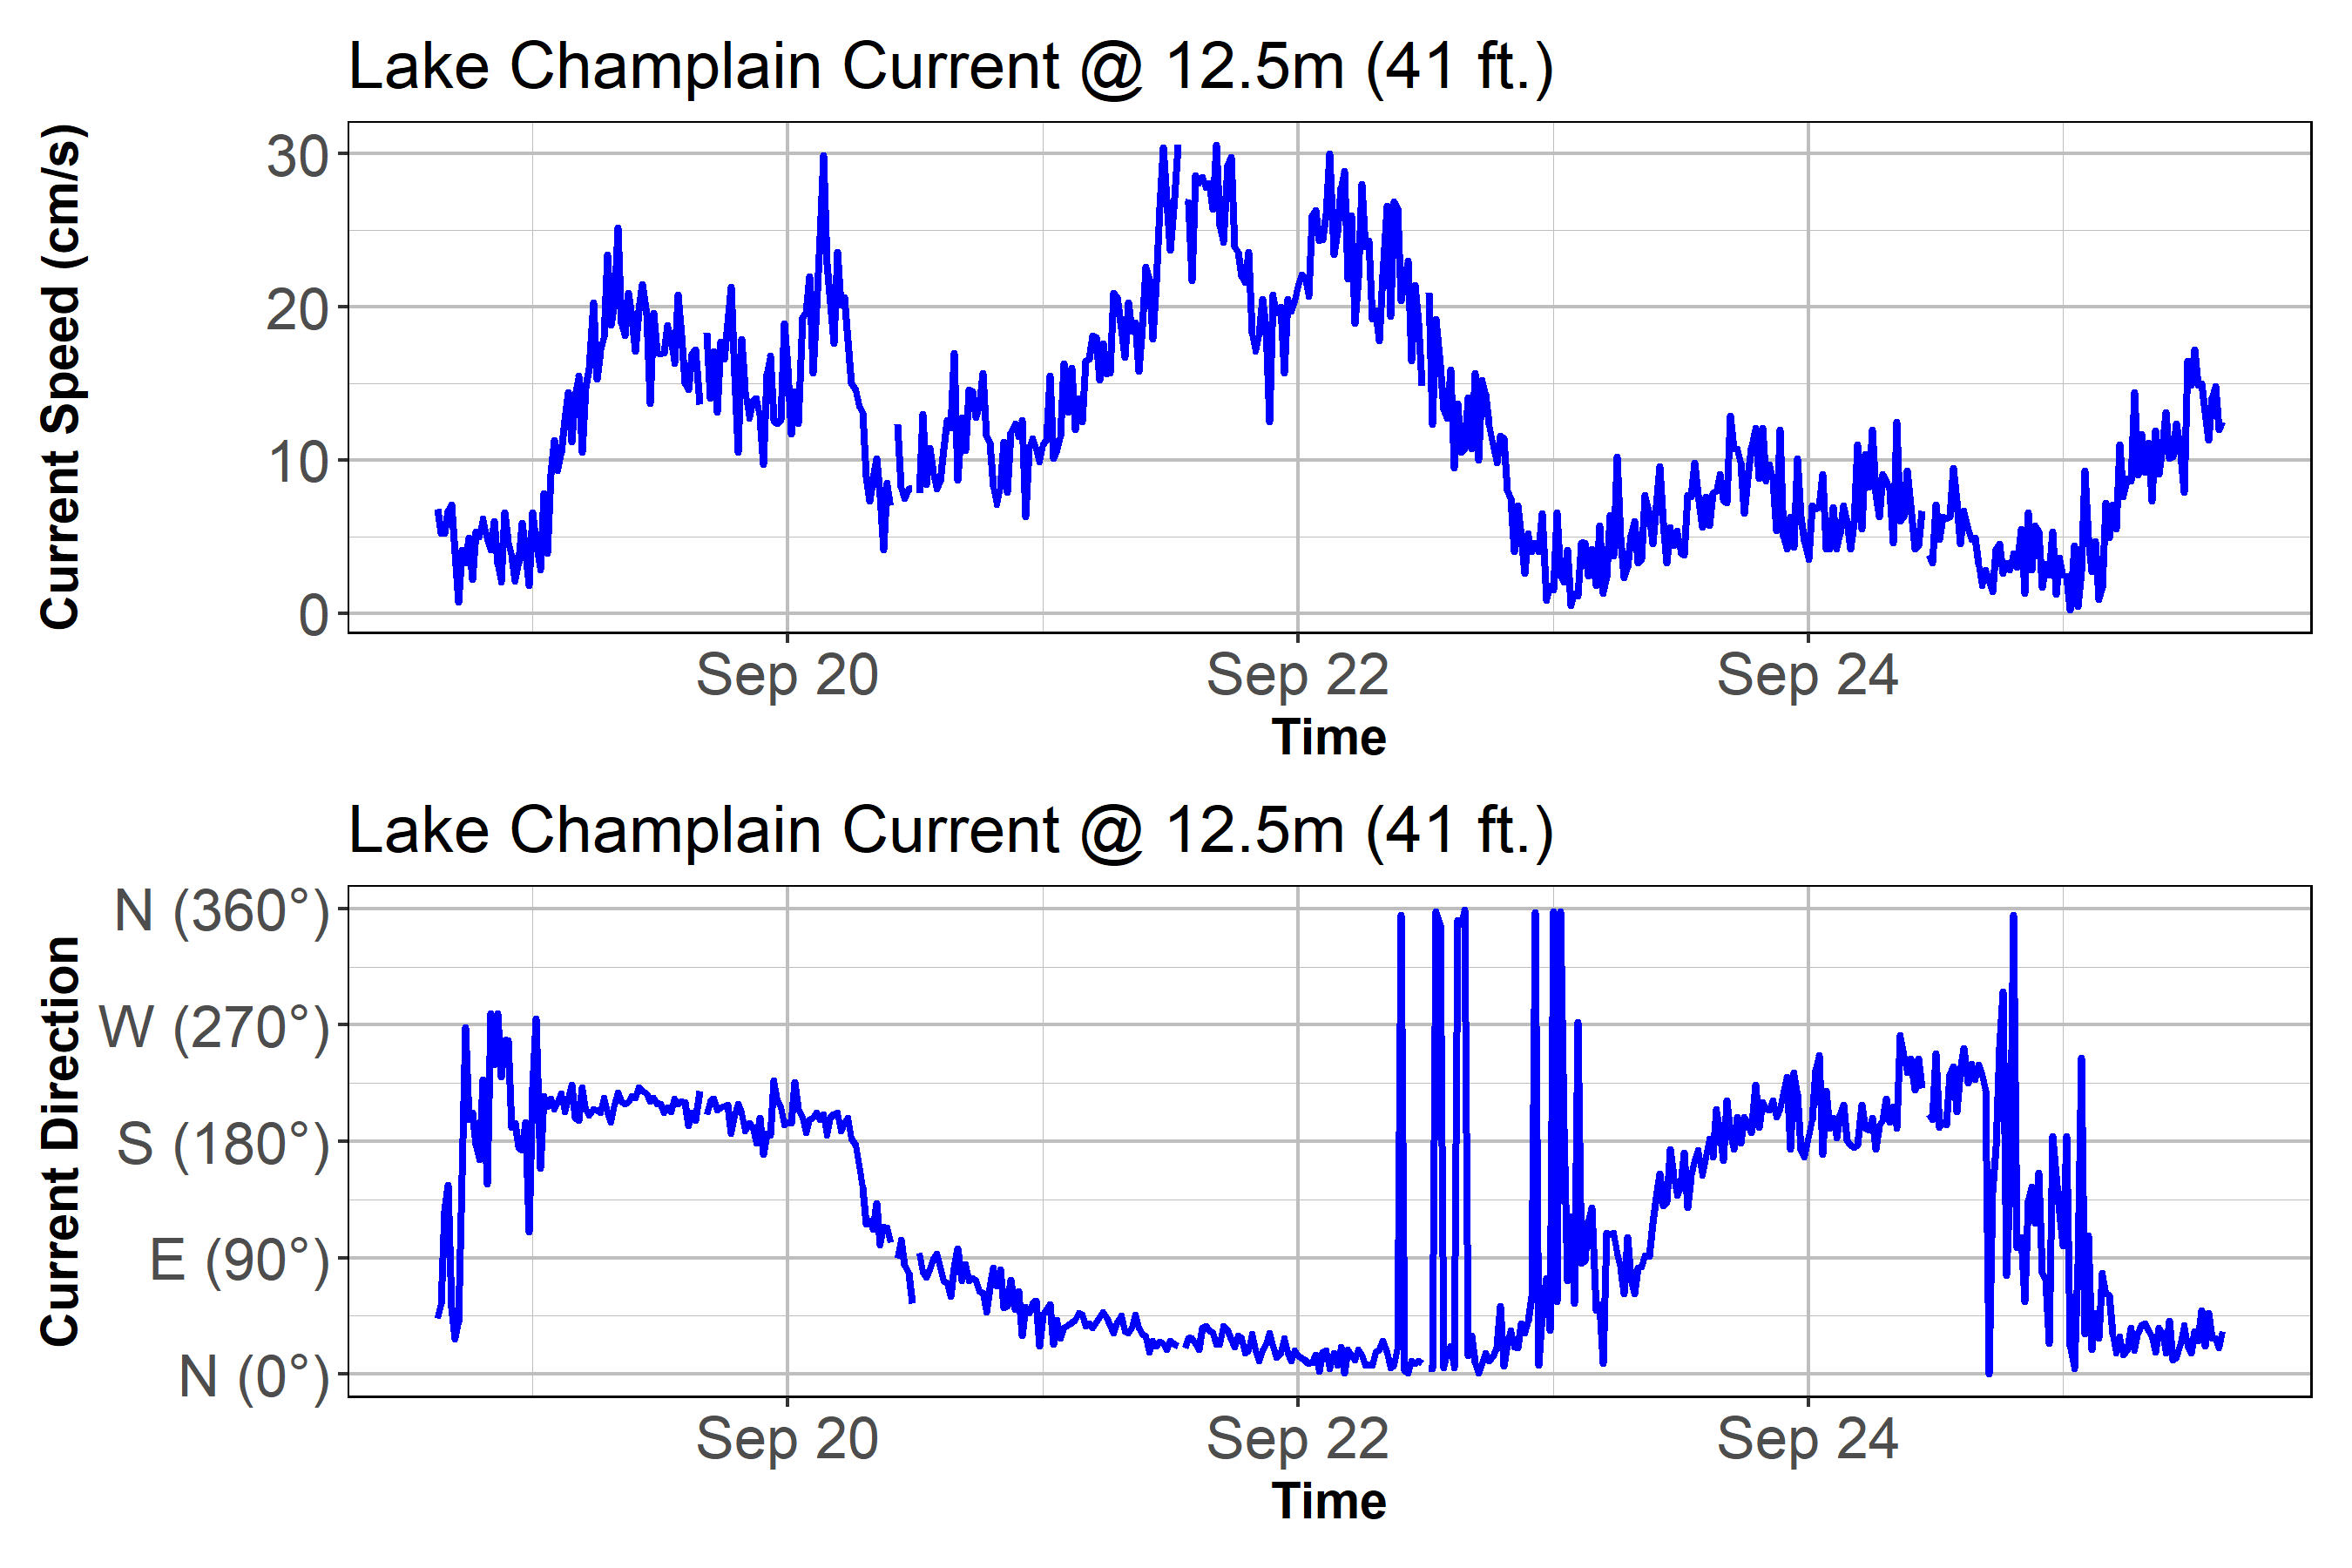 Lake Champlain Current @ 12.5m (41 ft.)
Current Speed (cm/s)
30
20
10
0
Sep 20 Sep 22 Sep 24
Time
Lake Champlain Current @ 12.5m (41 ft.)
Current Direction
N (360°)
W (270°)
S (180°)
E (90°)
N (0°)
Sep 20 Sep 22 Sep 24
Time